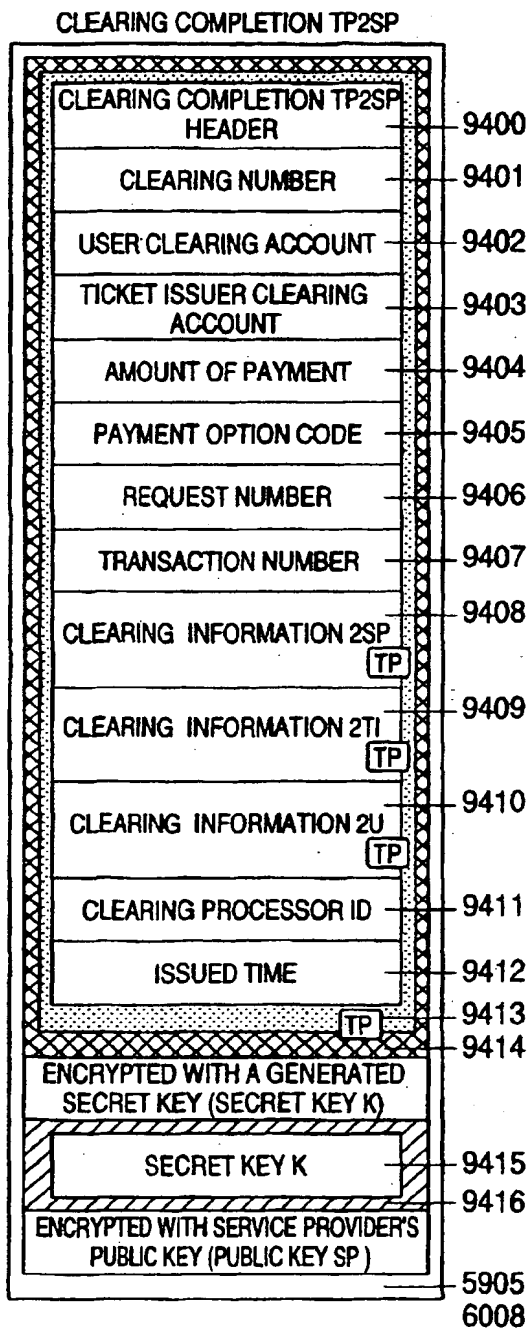 CLEARING COMPLETION TP2SP
CLEARING COMPLETION TP2SP
HEADER
9400
CLEARING NUMBER
9401
USER CLEARING ACCOUNT
9402
TICKET ISSUER CLEARING
ACCOUNT
9403
AMOUNT OF PAYMENT
9404
PAYMENT OPTION CODE
9405
REQUEST NUMBER
9406
TRANSACTION NUMBER
9407
9408
CLEARING INFORMATION 2SP
TP
9409
CLEARING INFORMATION 2TI
TP
9410
CLEARING INFORMATION 2U
TP
CLEARING PROCESSOR ID
9411
ISSUED TIME
9412
TP
9413
9414
ENCRYPTED WITH A GENERATED
SECRET KEY (SECRET KEY K)
SECRET KEY K
9415
9416
ENCRYPTED WITH SERVICE PROVIDER'S
PUBLIC KEY (PUBLIC KEY SP )
5905
6008